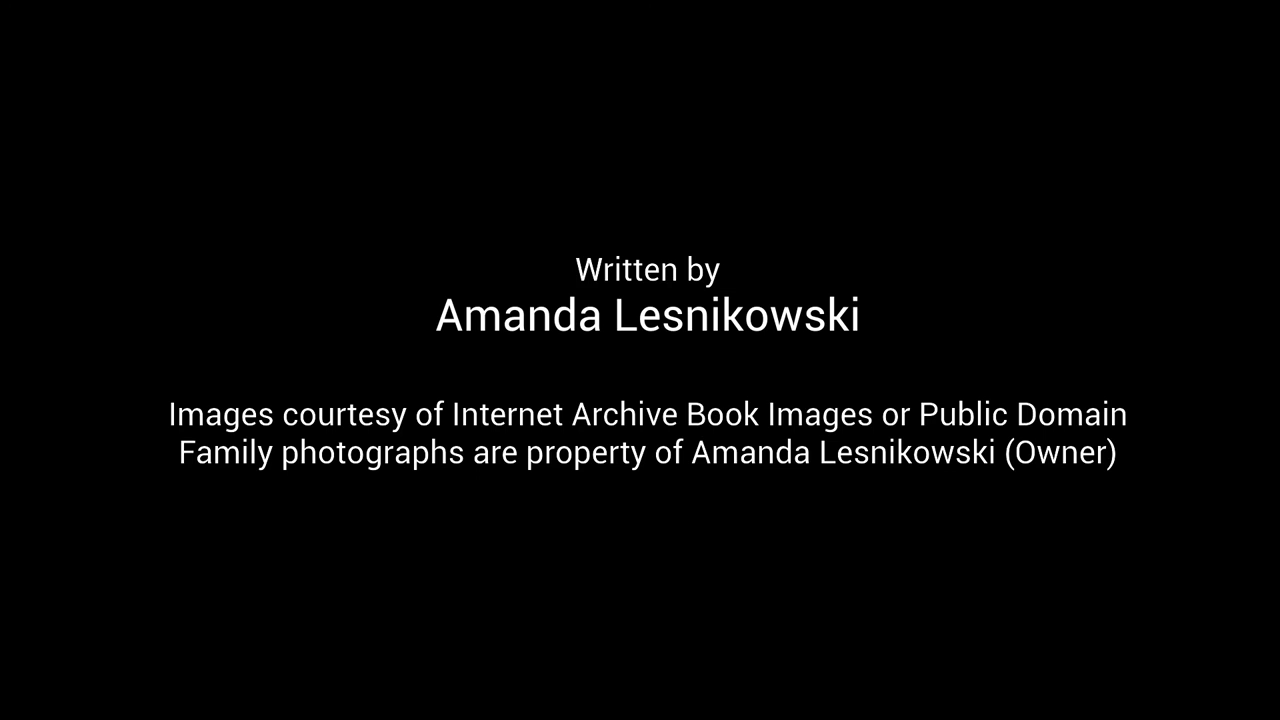 Written by
Amanda Lesnikowski
Images courtesy of Internet Archive Book Images or Public Domain
Family photographs are property of Amanda Lesnikowski (Owner)